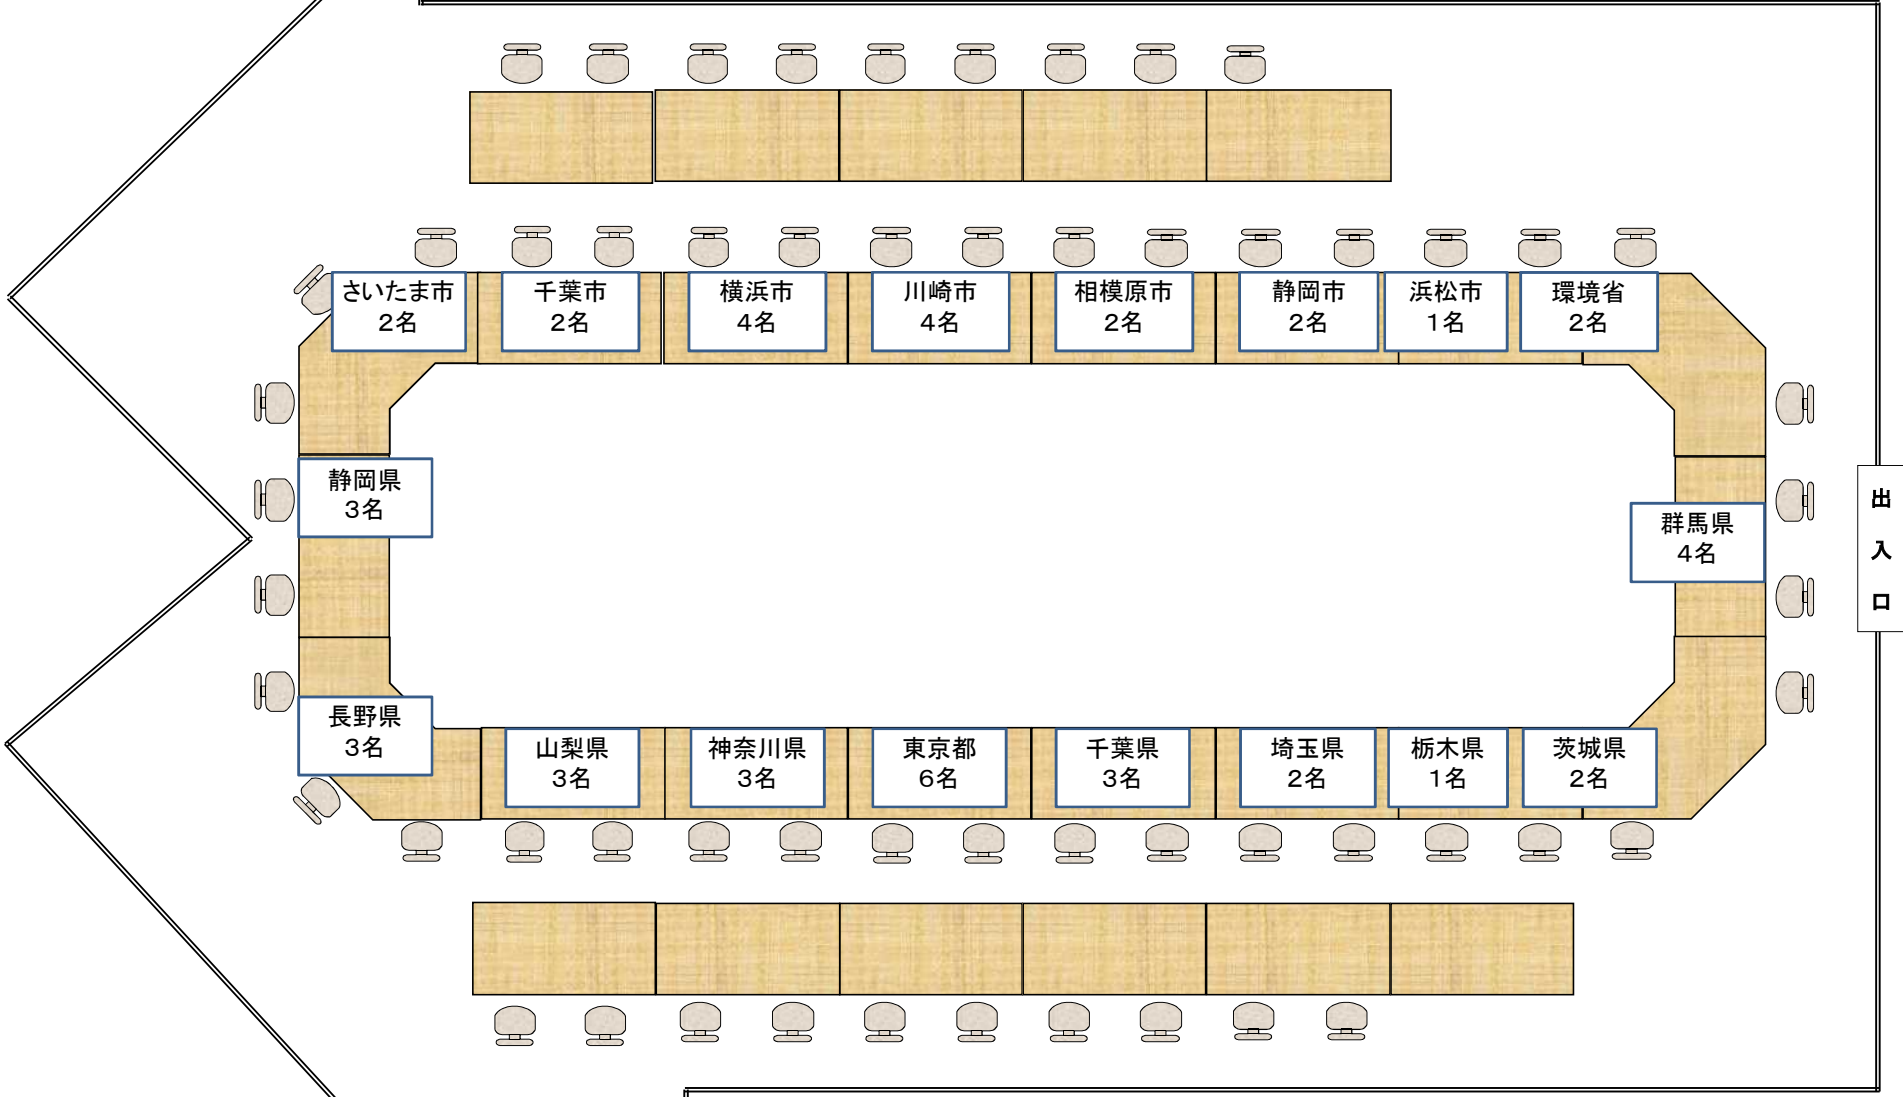 さいたま市
2名
千葉市
2名
横浜市
4名
川崎市
4名
相模原市
2名
静岡市
2名
浜松市
1名
環境省
2名
静岡県
3名
群馬県
4名
出
入
口
長野県
3名
山梨県
3名
神奈川県
3名
東京都
6名
千葉県
3名
埼玉県
2名
栃木県
1名
茨城県
2名